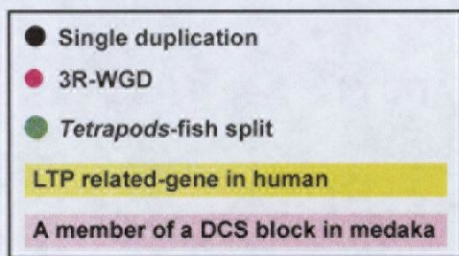 Single duplication
3R-WGD
Tetrapods-fish split
LTP related-gene in human
A member of a DCS block in medaka